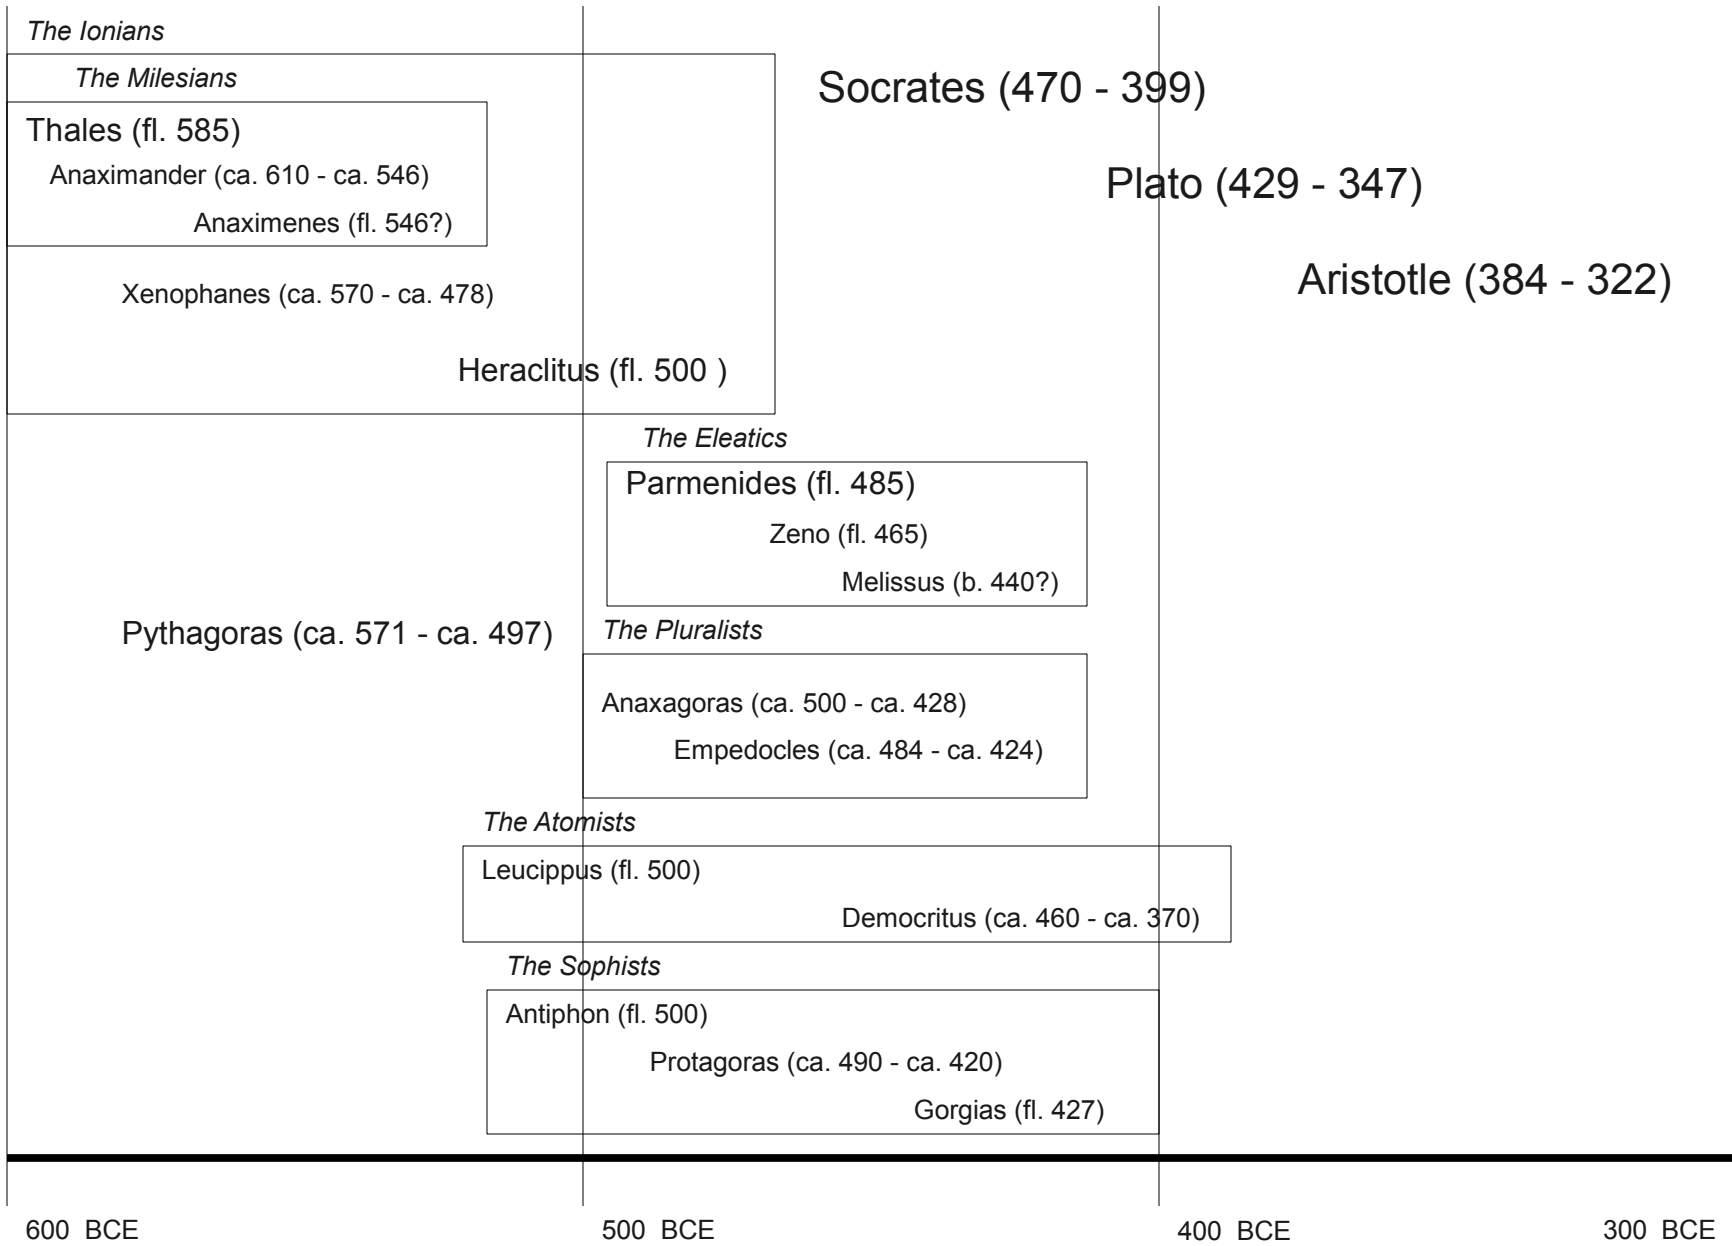 The Ionians
The Milesians
Socrates (470 - 399)
Thales (fl. 585)
Anaximander (ca. 610 - ca. 546)
Plato (429 - 347)
Anaximenes (fl. 546?)
Xenophanes (ca. 570 - ca. 478)
Aristotle (384 - 322)
Heraclitus (fl. 500 )
The Eleatics
Parmenides (fl. 485)
Zeno (fl. 465)
Melissus (b. 440?)
Pythagoras (ca. 571 - ca. 497)
The Pluralists
Anaxagoras (ca. 500 - ca. 428)
Empedocles (ca. 484 - ca. 424)
The Atomists
Leucippus (fl. 500)
Democritus (ca. 460 - ca. 370)
The Sophists
Antiphon (fl. 500)
Protagoras (ca. 490 - ca. 420)
Gorgias (fl. 427)
600 BCE
500 BCE
400 BCE
300 BCE